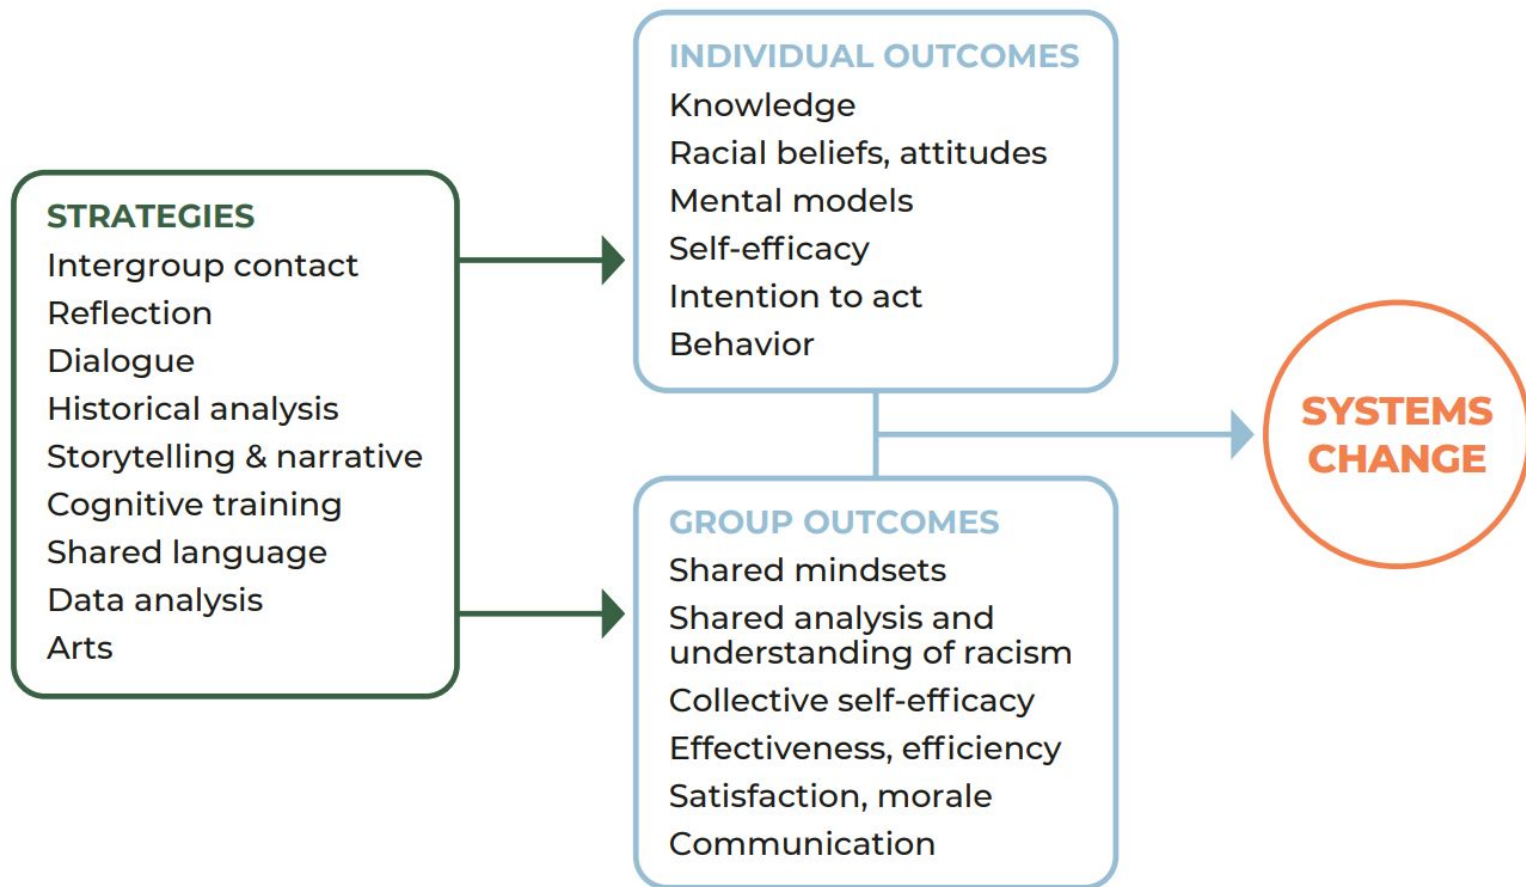 STRATEGIES
Intergroup contact
Reflection
Dialogue
Historical analysis
Storytelling & narrative
Cognitive training
Shared language
Data analysis
Arts
INDIVIDUAL OUTCOMES
Knowledge
Racial beliefs, attitudes
Mental models
Self-efficacy
Intention to act
Behavior
GROUP OUTCOMES
Shared mindsets
Shared analysis and
understanding of racism
Collective self-efficacy
Effectiveness, efficiency
Satisfaction, morale
Communication
SYSTEMS
CHANGE